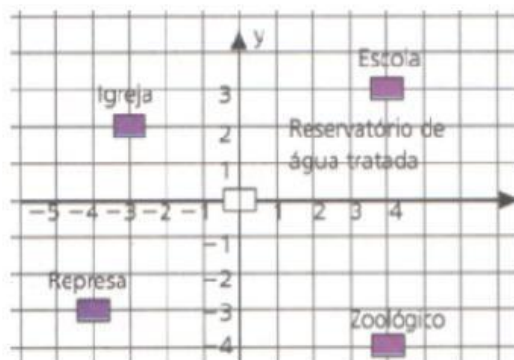 y
Escola
3
Igreja
2
Reservatório de
água tratada
1
-5 -4 -3 -2 -1 1 2 3 4
-1
-2
Represa
-3
Zoológico
-4